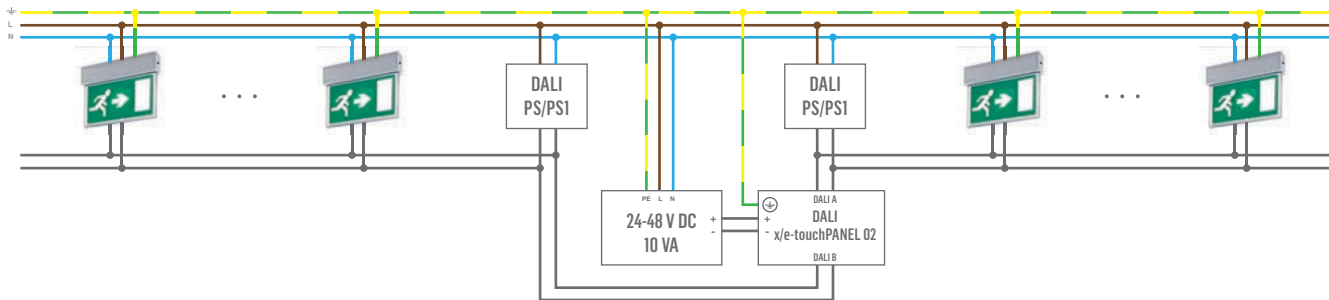 L
N
. . .
DALI
PS/PS1
DALI
PS/PS1
. . .
PE L N
24-48 V DC
10 VA
+
-
DALI A
+
-
DALI
x/e-touchPANEL 02
DALI B